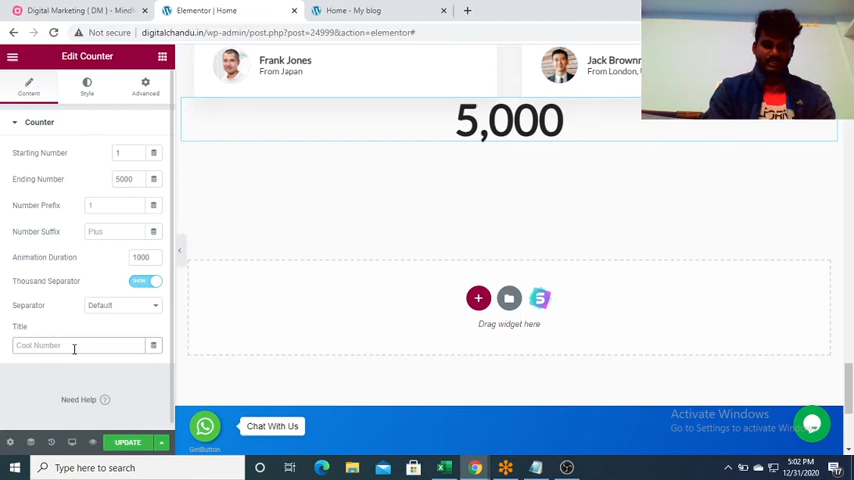 Digital Marketing ( DM ) - Mind
Elementor | Home
Home - My blog
Not secure | digitalchandu.in/wp-admin/post.php?post=24999&action=elementor#
Edit Counter
Content
Style
Advanced
Counter
Starting Number 1
Ending Number 5000
Number Prefix 1
Number Suffix Plus
Animation Duration 1000
Thousand Separator SHOW
Separator Default
Title
Cool Number
Need Help ?
UPDATE
Frank Jones
From Japan
From London,
5,000
Drag widget here
Chat With Us
GetButton
Activate Windows
Go to Settings to activate Windows
Type here to search
5:02 PM
12/31/2020
17